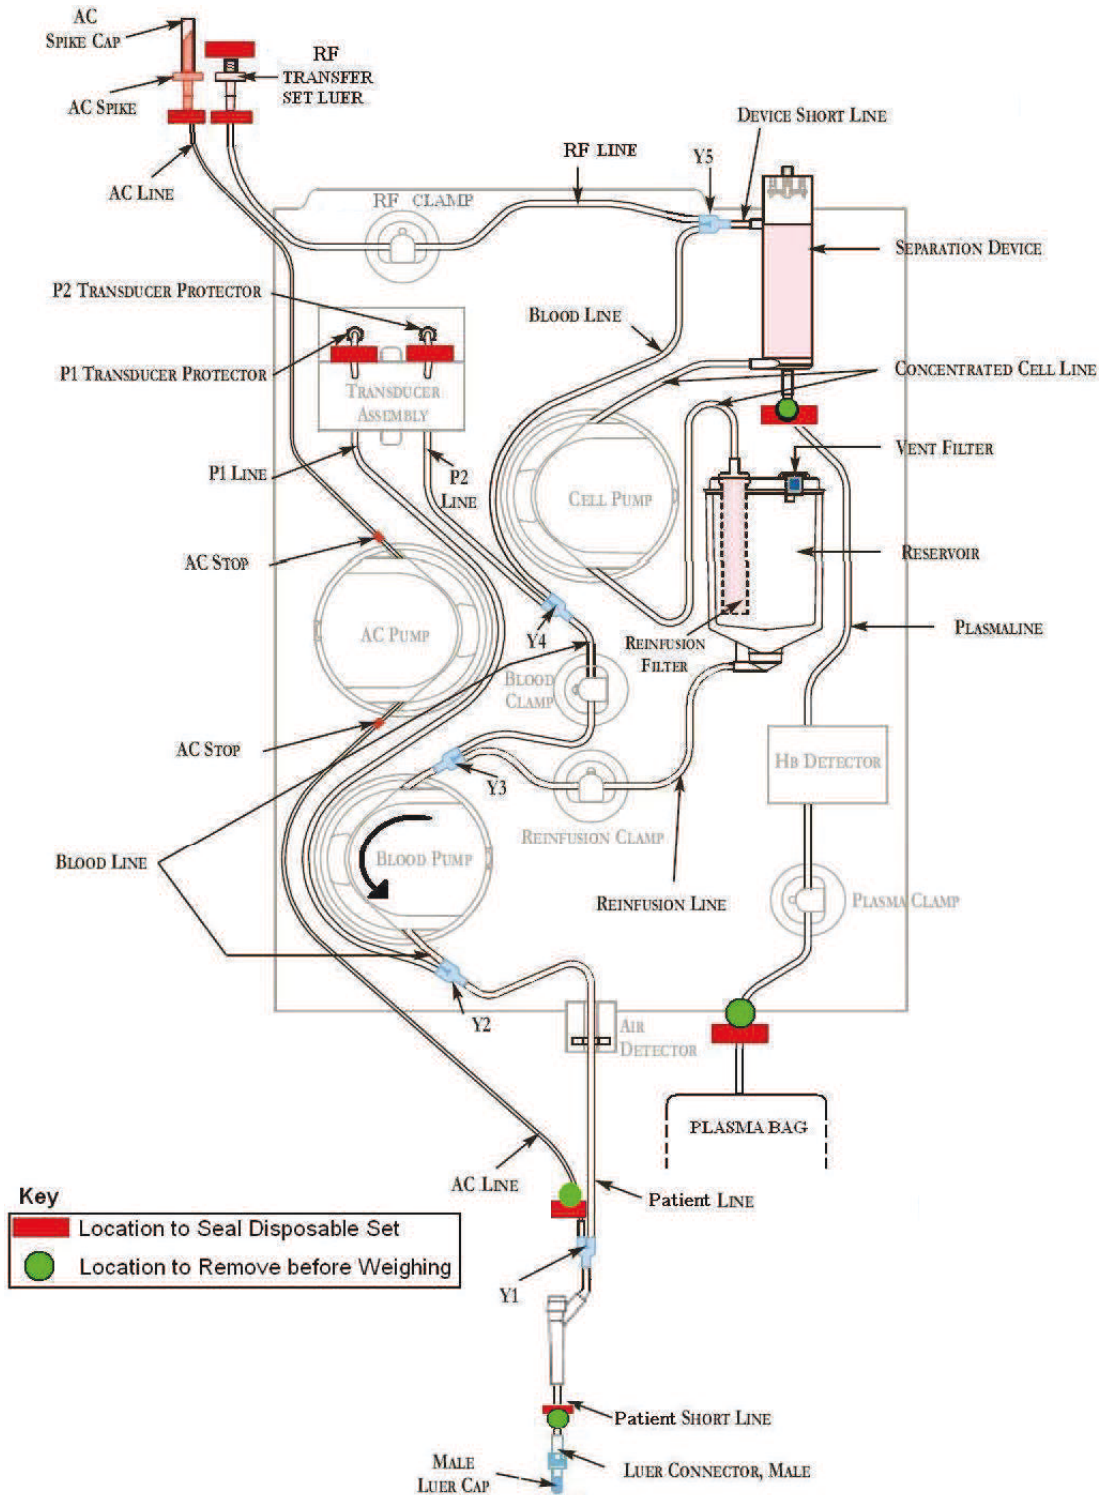 AC
SPIKE CAP
RF
TRANSFER
SET LUER
AC SPIKE
DEVICE SHORT LINE
RF LINE
Y5
AC LINE
RF CLAMP
SEPARATION DEVICE
P2 TRANSDUCER PROTECTOR
BLOOD LINE
P1 TRANSDUCER PROTECTOR
CONCENTRATED CELL LINE
TRANSDUCER
ASSEMBLY
VENT FILTER
P1 LINE
P2
LINE
CELL PUMP
AC STOP
RESERVOIR
AC PUMP
Y4
REINFUSION
FILTER
PLASMALINE
BLOOD
CLAMP
AC STOP
HB DETECTOR
Y3
REINFUSION CLAMP
BLOOD LINE
BLOOD PUMP
REINFUSION LINE
PLASMA CLAMP
Y2
AIR
DETECTOR
PLASMA BAG
AC LINE
Patient LINE
Key
Location to Seal Disposable Set
Location to Remove before Weighing
Y1
Patient SHORT LINE
MALE
LUER CAP
LUER CONNECTOR, MALE